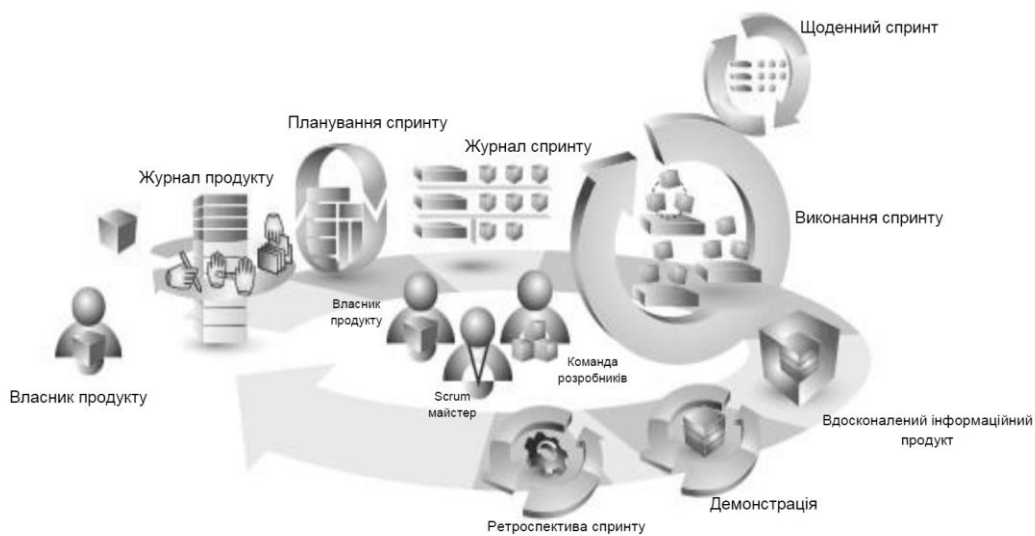 Щоденний спринт
Планування спринту
Журнал спринту
Журнал продукту
Виконання спринту
Власник
продукту
Команда
розробників
Власник продукту
Scrum
майстер
Вдосконалений інформаційний
продукт
Демонстрація
Ретроспектива спринту